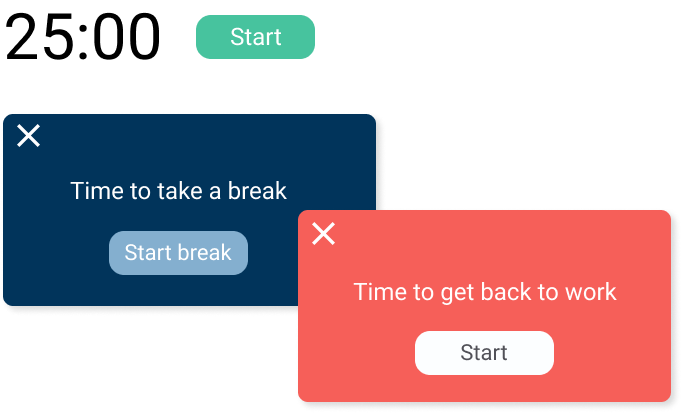 25:00 Start
Time to take a break
Start break
Time to get back to work
Start